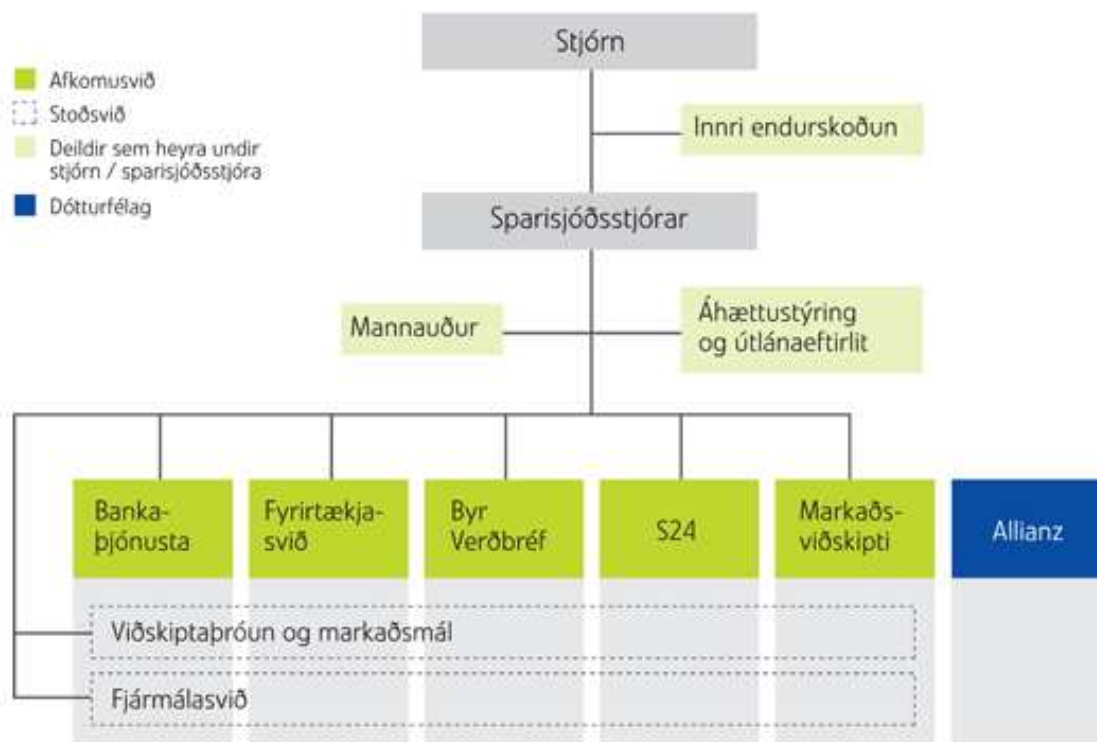 Stjórn
Afkomusvið
Stoðsvið
Deildir sem heyra undir
stjórn / sparisjóðsstjóra
Dótturfélag
Innri endurskoðun
Sparisjóðsstjórar
Mannauður
Áhættustýring
og útlánaeftirlit
Banka-
þjónusta
Fyrirtækja-
svið
Byr
Verðbréf
S24
Markaðs-
viðskipti
Allianz
Viðskiptaþróun og markaðsmál
Fjármálasvið